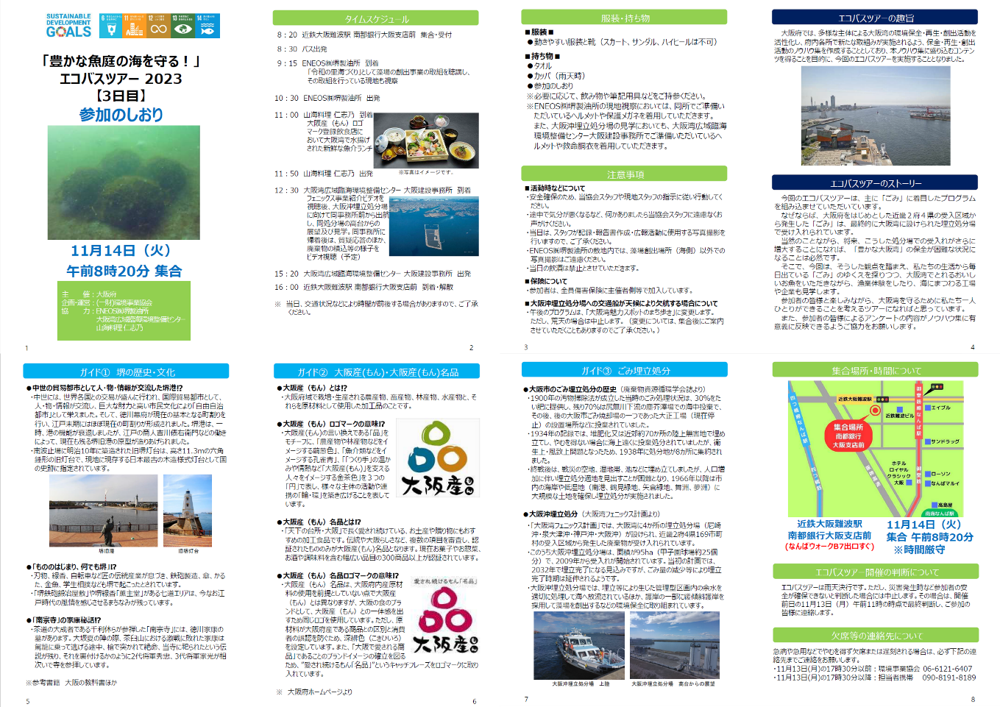 SUSTAINABLE
DEVELOPMENT
GOALS
「豊かな魚庭の海を守る！」
エコバスツアー 2023
【3日目】
参加のしおり
11月14日（火）
午前8時20分 集合
主　　催：大阪府
企画・運営：(一財)環境事業協会
協　　力：ENEOS㈱堺製油所
大阪湾広域臨海環境整備センター
山海料理 仁志乃
1
タイムスケジュール
8：20 近鉄大阪難波駅 南都銀行大阪支店前 集合・受付
8：30 バス出発
9：15 ENEOS㈱堺製油所 到着
「令和の里海づくり」として藻場の創出事業の取組を聴講し、
その取組を行っている現地も視察
10：30 ENEOS㈱堺製油所 出発
11：00 山海料理 仁志乃 到着
大阪産（もん）ロゴ
マーク登録飲食店に
おいて大阪湾で水揚げ
された新鮮な魚介ランチ
※写真はイメージです。
11：50 山海料理 仁志乃 出発
12：30 大阪湾広域臨海環境整備センター 大阪建設事務所 到着
フェニックス事業紹介ビデオを
視聴後、大阪沖埋立処分場
に向けて同事務所前から出航
し、同処分場の高台からの
展望及び見学。同事務所に
帰着後は、質疑応答のほか、
廃棄物の積込等の様子を
ビデオ視聴（予定）
15：20 大阪湾広域臨海環境整備センター 大阪建設事務所 出発
16：00 近鉄大阪難波駅 南都銀行大阪支店前 到着・解散
※ 当日、交通状況などにより時間が前後する場合がありますので、ご了承
ください。
2
服装・持ち物
■服装■
●動きやすい服装と靴（スカート、サンダル、ハイヒールは不可）
■持ち物■
●タオル
●カッパ（雨天時）
●参加のしおり
※必要に応じて、飲み物や筆記用具などをご持参ください。
※ENEOS㈱堺製油所の現地視察においては、同所でご準備い
ただいているヘルメットや保護メガネを着用していただきます。
また、大阪沖埋立処分場の見学においても、大阪湾広域臨海
環境整備センター大阪建設事務所でご準備いただいているヘ
ルメットや救命胴衣を着用していただきます。
注意事項
■活動時などについて
・安全確保のため、当協会スタッフや現地スタッフの指示に従い行動してく
ださい。
・途中で気分が悪くなるなど、何かありましたら当協会スタッフに遠慮なくお
声がけください。
・当日は、スタッフが記録・報告書作成・広報活動に使用する写真撮影を
行いますので、ご了承ください。
・ENEOS㈱堺製油所の敷地内では、藻場創出場所（海側）以外での
写真撮影はご遠慮ください。
・当日の飲酒は禁止とさせていただきます。
■保険について
・参加者は、全員傷害保険に主催者側等で加入しています。
■大阪沖埋立処分場への交通船が天候により欠航する場合について
・午後のプログラムは、「大阪湾魅力スポットのまち歩き」に変更します。
ただし、荒天の場合は中止します。（変更については、集合後にご案内
させていただくこともありますのでご了承ください。）
3
エコバスツアーの趣旨
大阪府では、多様な主体による大阪湾の環境保全・再生・創出活動を
活性化し、府内各所で新たな取組みが実施されるよう、保全・再生・創出
活動のノウハウ集を作成することとしており、本ノウハウ集に盛り込むコンテン
ツを得ることを目的に、今回のエコバスツアーを実施することとなりました。
エコバスツアーのストーリー
今回のエコバスツアーは、主に「ごみ」に着目したプログラム
を組み込ませていただいています。
なぜならば、大阪府をはじめとした近畿２府４県の受入区域か
ら発生した「ごみ」は、最終的に大阪湾に設けられた埋立処分場
で受け入れられています。
当然のことながら、将来、こうした処分場での受入れがさらに
増大することになれば、「豊かな大阪湾」の保全が困難な状況に
なることは必然です。
そこで、今回は、そうした観点を踏まえ、私たちの生活から毎
日出ている「ごみ」のゆくえを探りつつ、大阪湾でとれるおいし
いお魚をいただきながら、漁業体験をしたり、海にまつわる工場
や企業も見学します。
参加者の皆様と楽しみながら、大阪湾を守るために私たち一人
ひとりができることを考えるツアーになればと思っています。
また、参加者の皆様によるアンケートの内容がノウハウ集に有
意義に反映できるようご協力をお願いします。
4
ガイド① 堺の歴史・文化
●中世の貿易都市として人・物・情報が交流した堺港!?
・中世には、世界各国との交易が盛んに行われ、国際貿易都市として、
人・物・情報が交流し、巨大な財力と高い市民文化により「自由自治
都市」として栄えました。そして、徳川幕府が現在の基本となる町割りを
行い、江戸末期にはほぼ現在の町割りが形成されました。堺港は、一
時、港の機能が衰退しましたが、江戸の商人吉川俵右衛門などの働き
によって、現在も残る堺旧港の原型が造りあげられました。
・南波止場に明治10年に築造された旧堺灯台は、高さ11.3mの六角
錐形の旧灯台で、現地に現存する日本最古の木造様式灯台として国
の史跡に指定されています。
堺旧港
旧堺灯台
●「もののはじまり、何でも堺」!?
・刃物、線香、自転車など匠の伝統産業が息づき、鉄砲製造、傘、かる
た、金魚、学生相撲なども堺で起こったとされています。
・「堺鉄砲鍛冶屋敷」や堺線香「薫主堂」がある七道エリアは、今なお江
戸時代の風情を感じさせるまちなみが残っています。
●「南宗寺」の家康秘話!?
・茶道の大成者である千利休らが参禅した「南宗寺」には、徳川家康の
墓があります。大坂夏の陣の際、茶臼山における激戦に敗れた家康は
駕籠に乗って逃げる途中、槍で突かれて絶命、当寺に祀られたという伝
説が残り、それを裏付けるかのように2代将軍秀忠、3代将軍家光が相
次いで寺を参拝しています。
※参考書籍 大阪の教科書ほか
5
ガイド② 大阪産(もん)・大阪産(もん)名品
●大阪産（もん）とは!?
・大阪府域で栽培・生産される農産物、畜産物、林産物、水産物と、そ
れらを原材料として使用した加工品のことです。
●大阪産（もん）ロゴマークの意味!?
・大阪産(もん)の言い換えである「品」を
モチーフに、「農産物や林産物などをイ
メージする萌葱色」、「魚介類などをイ
メージする孔雀青」、「「つくり手」の温か
みや情熱など「大阪産(もん)」を支える
人々をイメージする金茶色」を３つの
「円」で表し、様々な主体の活動や連
携の「輪・環」を築き広げることを表して
います。
大阪産もん
●大阪産（もん）名品とは!?
・「天下の台所・大阪」で長く愛され続けている、お土産や贈り物にもおす
すめの加工食品です。伝統や大阪らしさなど、複数の項目を審査し、認
証されたもののみが大阪産(もん)名品となります。現在お菓子やお惣菜、
お酒や調味料を含む幅広い品目の300商品以上が認証されています。
●大阪産（もん）名品ロゴマークの意味!?
・大阪産（もん）名品は、大阪府内産原材
料の使用を前提としていない点で大阪産
（もん）とは異なりますが、大阪の食のブラ
ンドとして、大阪産（もん）との一体感を出
すため同じロゴを使用しています。ただし、原
材料が大阪府産である商品との区別と消費
者の誤認を防ぐため、深緋色（こきひいろ）
を設定しています。また、「大阪で愛される商
品」であることのブランドイメージの確立を図る
ため、"愛され続けるもん「名品」"というキャッチフレーズをロゴマークに取り
入れています。
愛され続けるもん「名品」
大阪産もん
※ 大阪府ホームページより
6
ガイド③ ごみ埋立処分
●大阪市のごみ埋立処分の歴史（廃棄物資源循環学会誌より）
・1900年の汚物掃除法が成立した当時のごみ処理状況は、30%をた
い肥に提供し、残り70%は尻無川下流の塵芥澤場での海中投棄で、
その後、後の大阪市ごみ焼却場の一つであった大正工場（現在停
止）の設置場所などに投棄されていました。
・1934年の記録では、堆肥化又は近郊約70か所の陸上無害地で埋め
立てし、やむを得ない場合に海上遠くに投棄処分されていましたが、衛
生上・風致上問題となったため、1938年に処分地が8カ所に集約され
ました。
・終戦後は、戦災の空地、湿地帯、池などに埋め立てしましたが、人口増
加に伴い埋立処分適地を見出すことが困難となり、1966年以降は市
内の海岸や低湿地（南港、鶴見緑地、矢倉緑地、舞洲、夢洲）に
大規模な土地を確保し埋立処分が実施されました。
●大阪沖埋立処分（大阪湾フェニックス計画より）
・「大阪湾フェニックス計画」では、大阪湾に4か所の埋立処分場（尼崎
沖・泉大津沖・神戸沖・大阪沖）が設けられ、近畿2府4県169市町
村の受入区域から発生した廃棄物が受け入れられています。
・このうち大阪沖埋立処分場は、面積が95ha（甲子園球場約25個
分）で、2009年から受入が開始されています。当初の計画では、
2032年で埋立完了になる見込みですが、ごみ量の減少等により埋立
完了時期は延伸されるようです。
・大阪沖埋立処分場では、埋立等により生じた管理型区画内の余水を
適切に処理して海へ放流されているほか、護岸の一部に緩傾斜護岸を
採用して藻場を創出するなどの環境保全に取り組まれています。
大阪沖埋立処分場 上陸
大阪沖埋立処分場 高台からの展望
7
集合場所・時間について
四つ橋線なんば駅
近鉄大阪難波駅
御堂筋線なんば駅
エイブル
近鉄難波ビル
集合場所
南都銀行
大阪支店前
サンドラッグ
ホテル
ロイヤル
クラシック
大阪
御堂筋
ローソン
なんばマルイ
高島屋
南海なんば駅
近鉄大阪難波駅
南都銀行大阪支店前
(なんばウォークB7出口すぐ)
11月14日（火）
集合 午前8時20分
※時間厳守
エコバスツアー開催の判断について
エコバスツアーは雨天決行です。ただし、災害発生時など参加者の安
全が確保できないと判断した場合には中止します。その場合は、開催
前日の11月13日（月）午前11時の時点で最終判断し、ご参加の
皆様に連絡します。
欠席等の連絡先について
急病や急用などでやむを得ず欠席または遅刻される場合は、必ず下記の連
絡先までご連絡をお願いします。
・11月13日(月)の17時30分以前：環境事業協会 06-6121-6407
・11月13日(月)の17時30分以降：担当者携帯 090-8191-8189
8